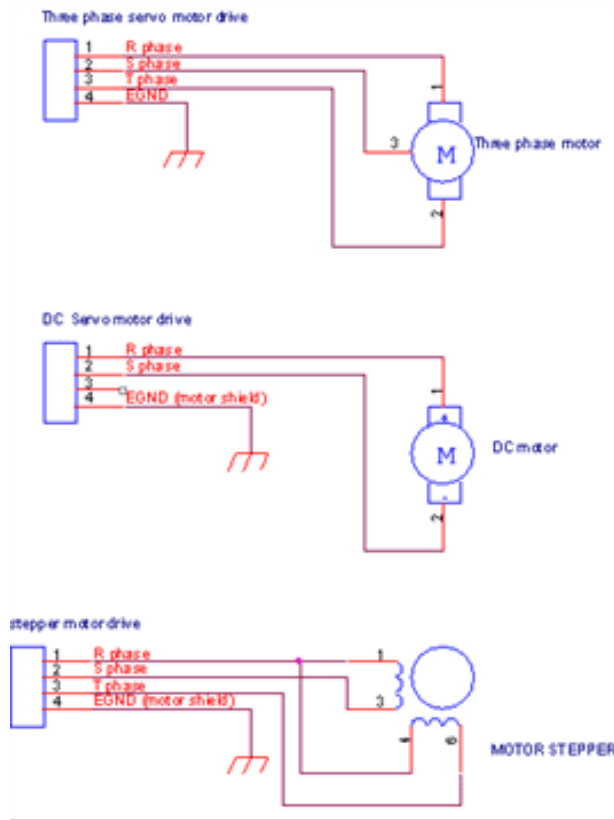 Three phase servo motor drive
1 R phase
2 S phase
3 T phase
4 EGND
1
3
M
Three phase motor
2
DC Servo motor drive
1 R phase
2 S phase
3
4 EGND (motor shield)
1
+
M
DC motor
-
2
stepper motor drive
1 R phase
2 S phase
3 T phase
4 EGND (motor shield)
1
3
6
MOTOR STEPPER